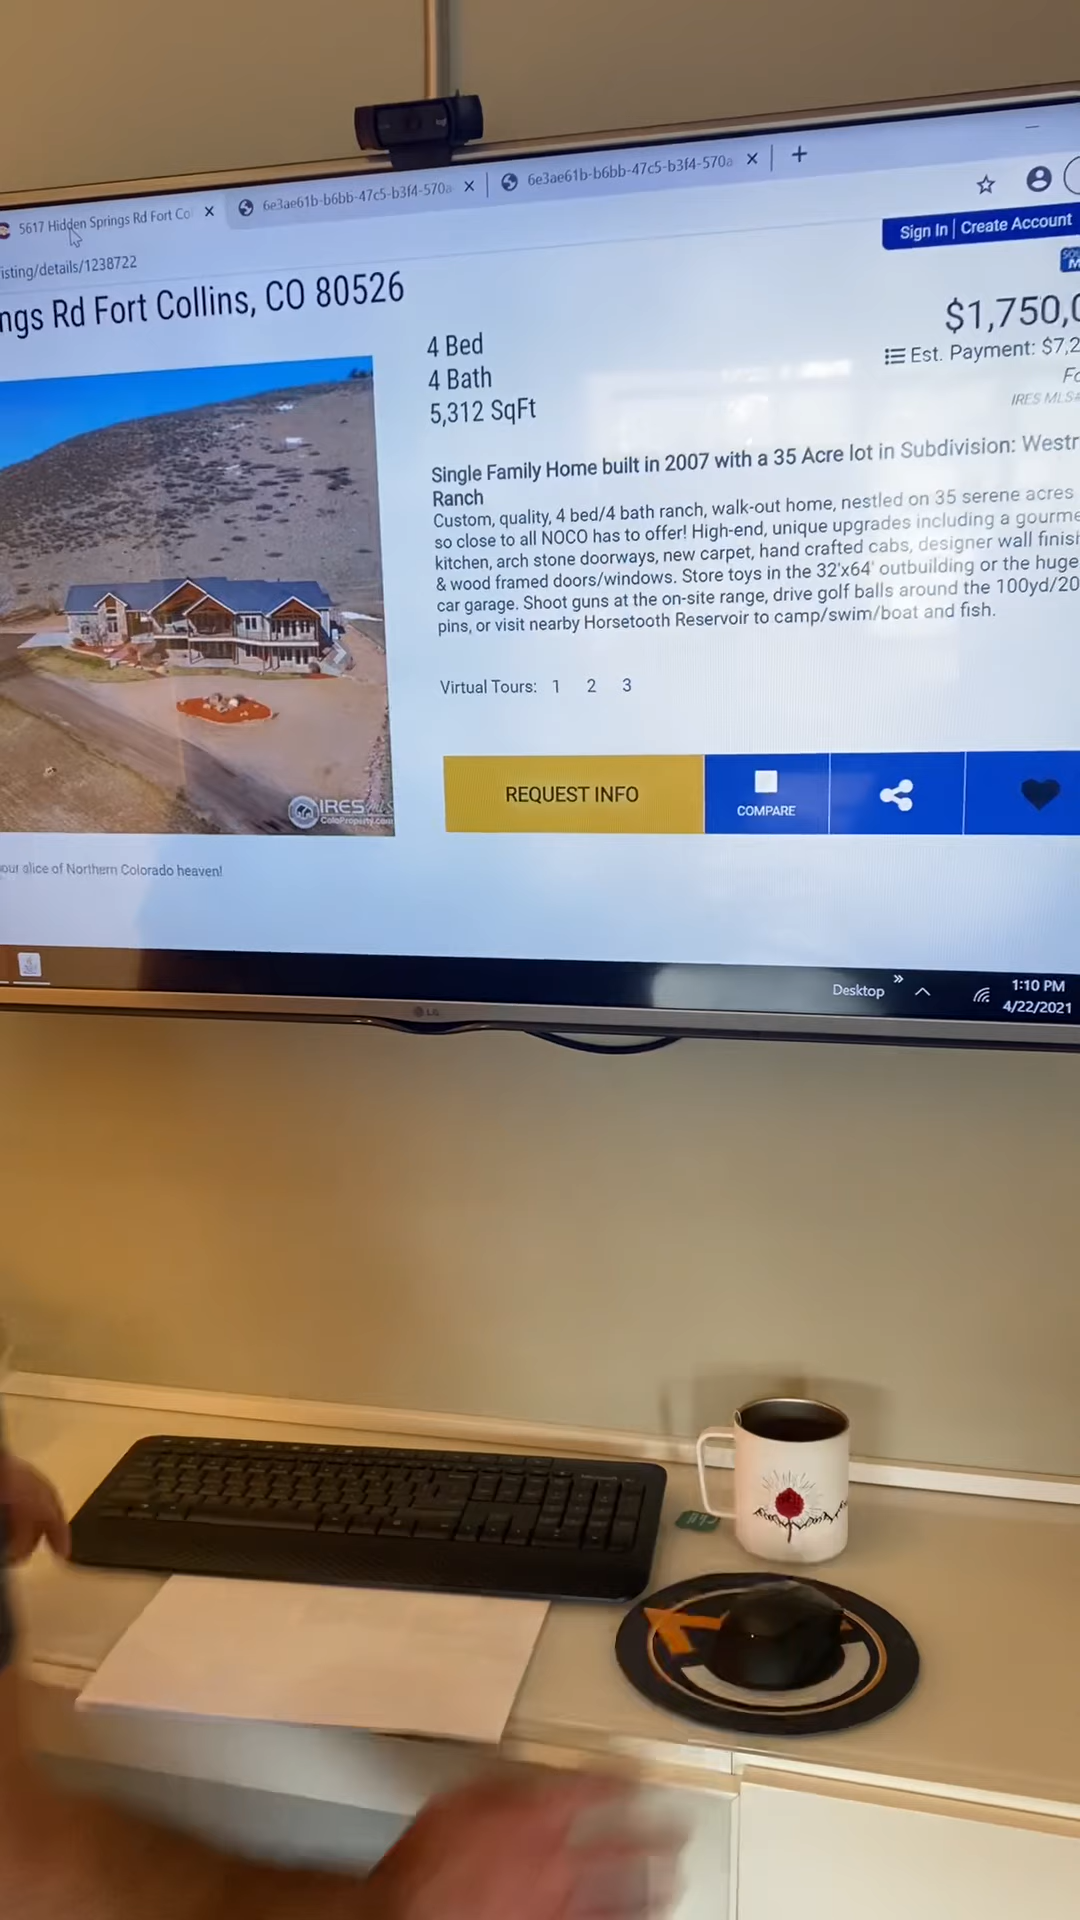 5617 Hidden Springs Rd Fort Co
6e3ae61b-b6bb-47c5-b3f4-570a
6e3ae61b-b6bb-47c5-b3f4-570a
isting/details/1238722
Sign In | Create Account
ngs Rd Fort Collins, CO 80526
$1,750,0
4 Bed
4 Bath
5,312 SqFt
Est. Payment: $7,2
Fo
IRES MLS#
Single Family Home built in 2007 with a 35 Acre lot in Subdivision: Westr
Ranch
Custom, quality, 4 bed/4 bath ranch, walk-out home, nestled on 35 serene acres
so close to all NOCO has to offer! High-end, unique upgrades including a gourme
kitchen, arch stone doorways, new carpet, hand crafted cabs, designer wall finish
& wood framed doors/windows. Store toys in the 32'x64' outbuilding or the huge
car garage. Shoot guns at the on-site range, drive golf balls around the 100yd/20
pins, or visit nearby Horsetooth Reservoir to camp/swim/boat and fish.
Virtual Tours: 1 2 3
REQUEST INFO
COMPARE
IRES MLS
ColoProperty.com
our slice of Northern Colorado heaven!
Desktop
1:10 PM
4/22/2021
LG